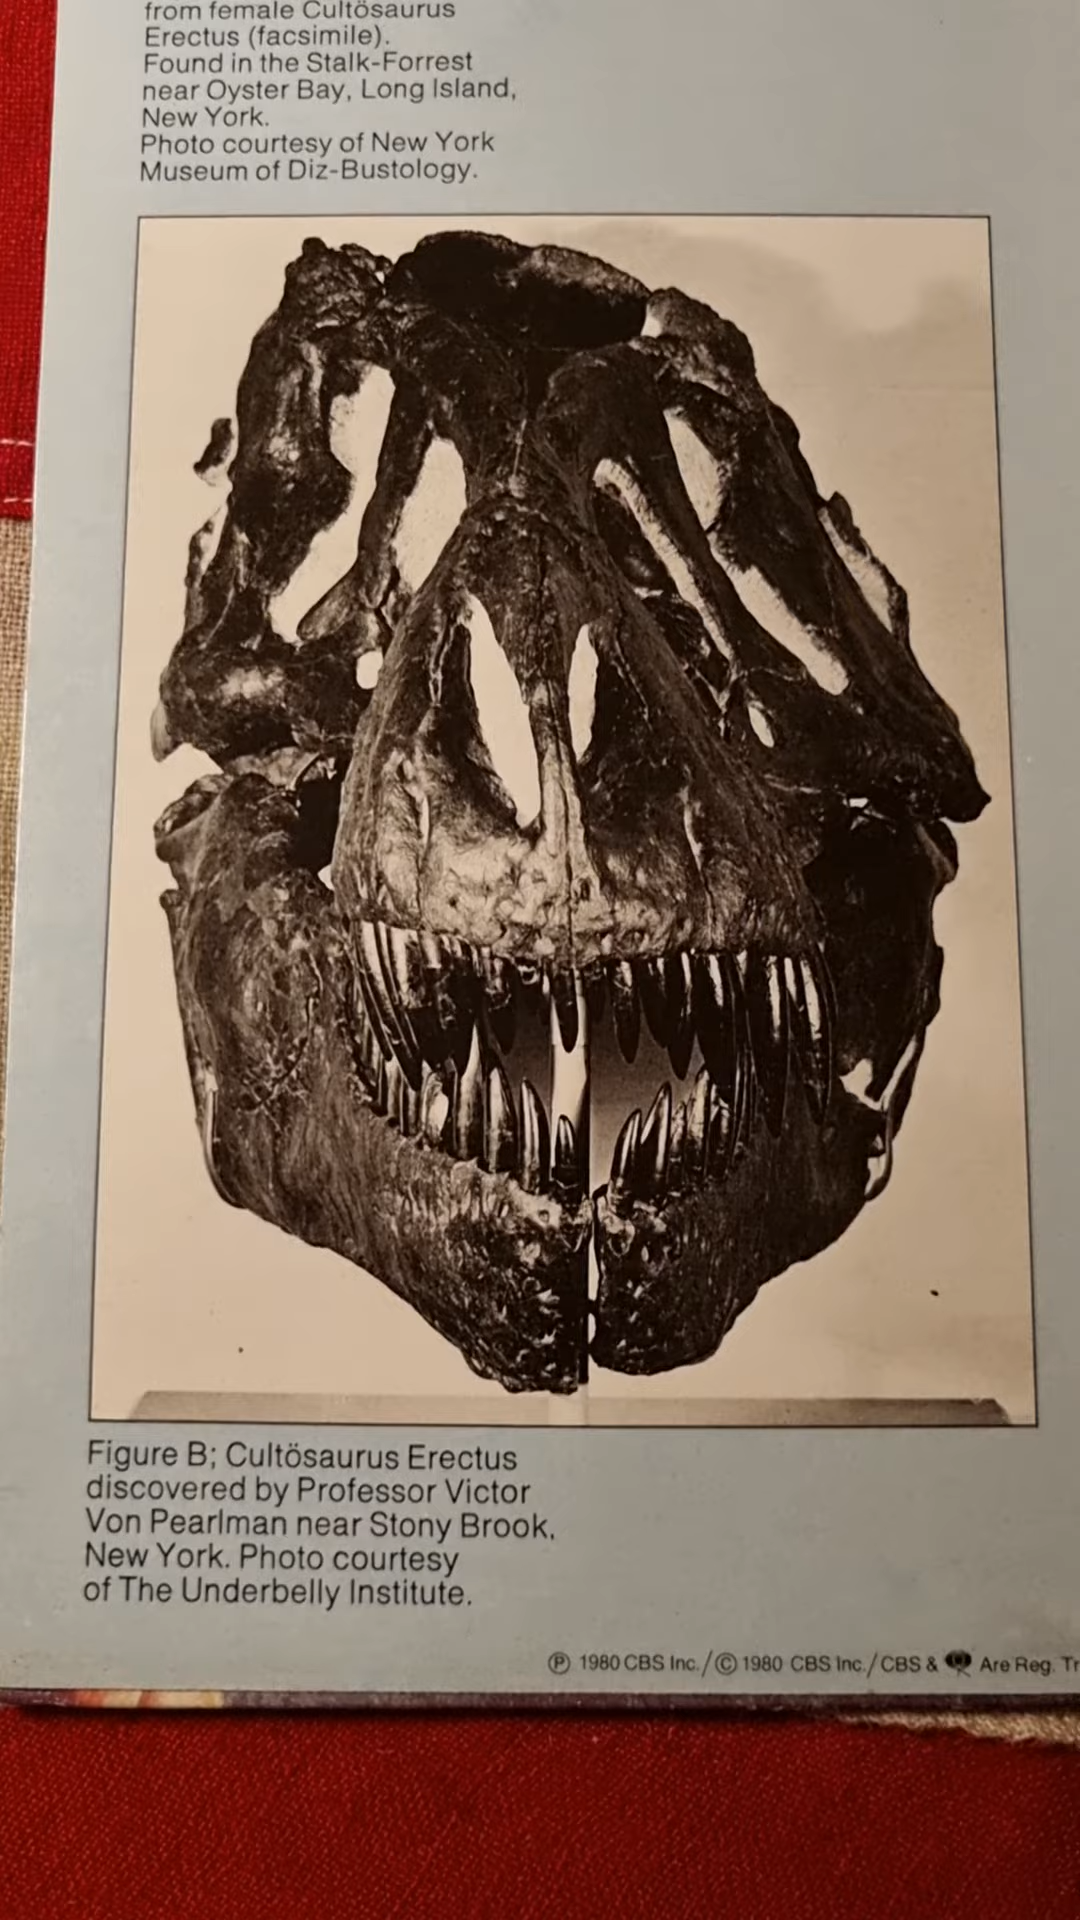 from female Cultösaurus
Erectus (facsimile).
Found in the Stalk-Forrest
near Oyster Bay, Long Island,
New York.
Photo courtesy of New York
Museum of Diz-Bustology.
Figure B; Cultösaurus Erectus
discovered by Professor Victor
Von Pearlman near Stony Brook,
New York. Photo courtesy
of The Underbelly Institute.
Ⓟ 1980 CBS Inc./© 1980 CBS Inc./CBS & Are Reg. Tr